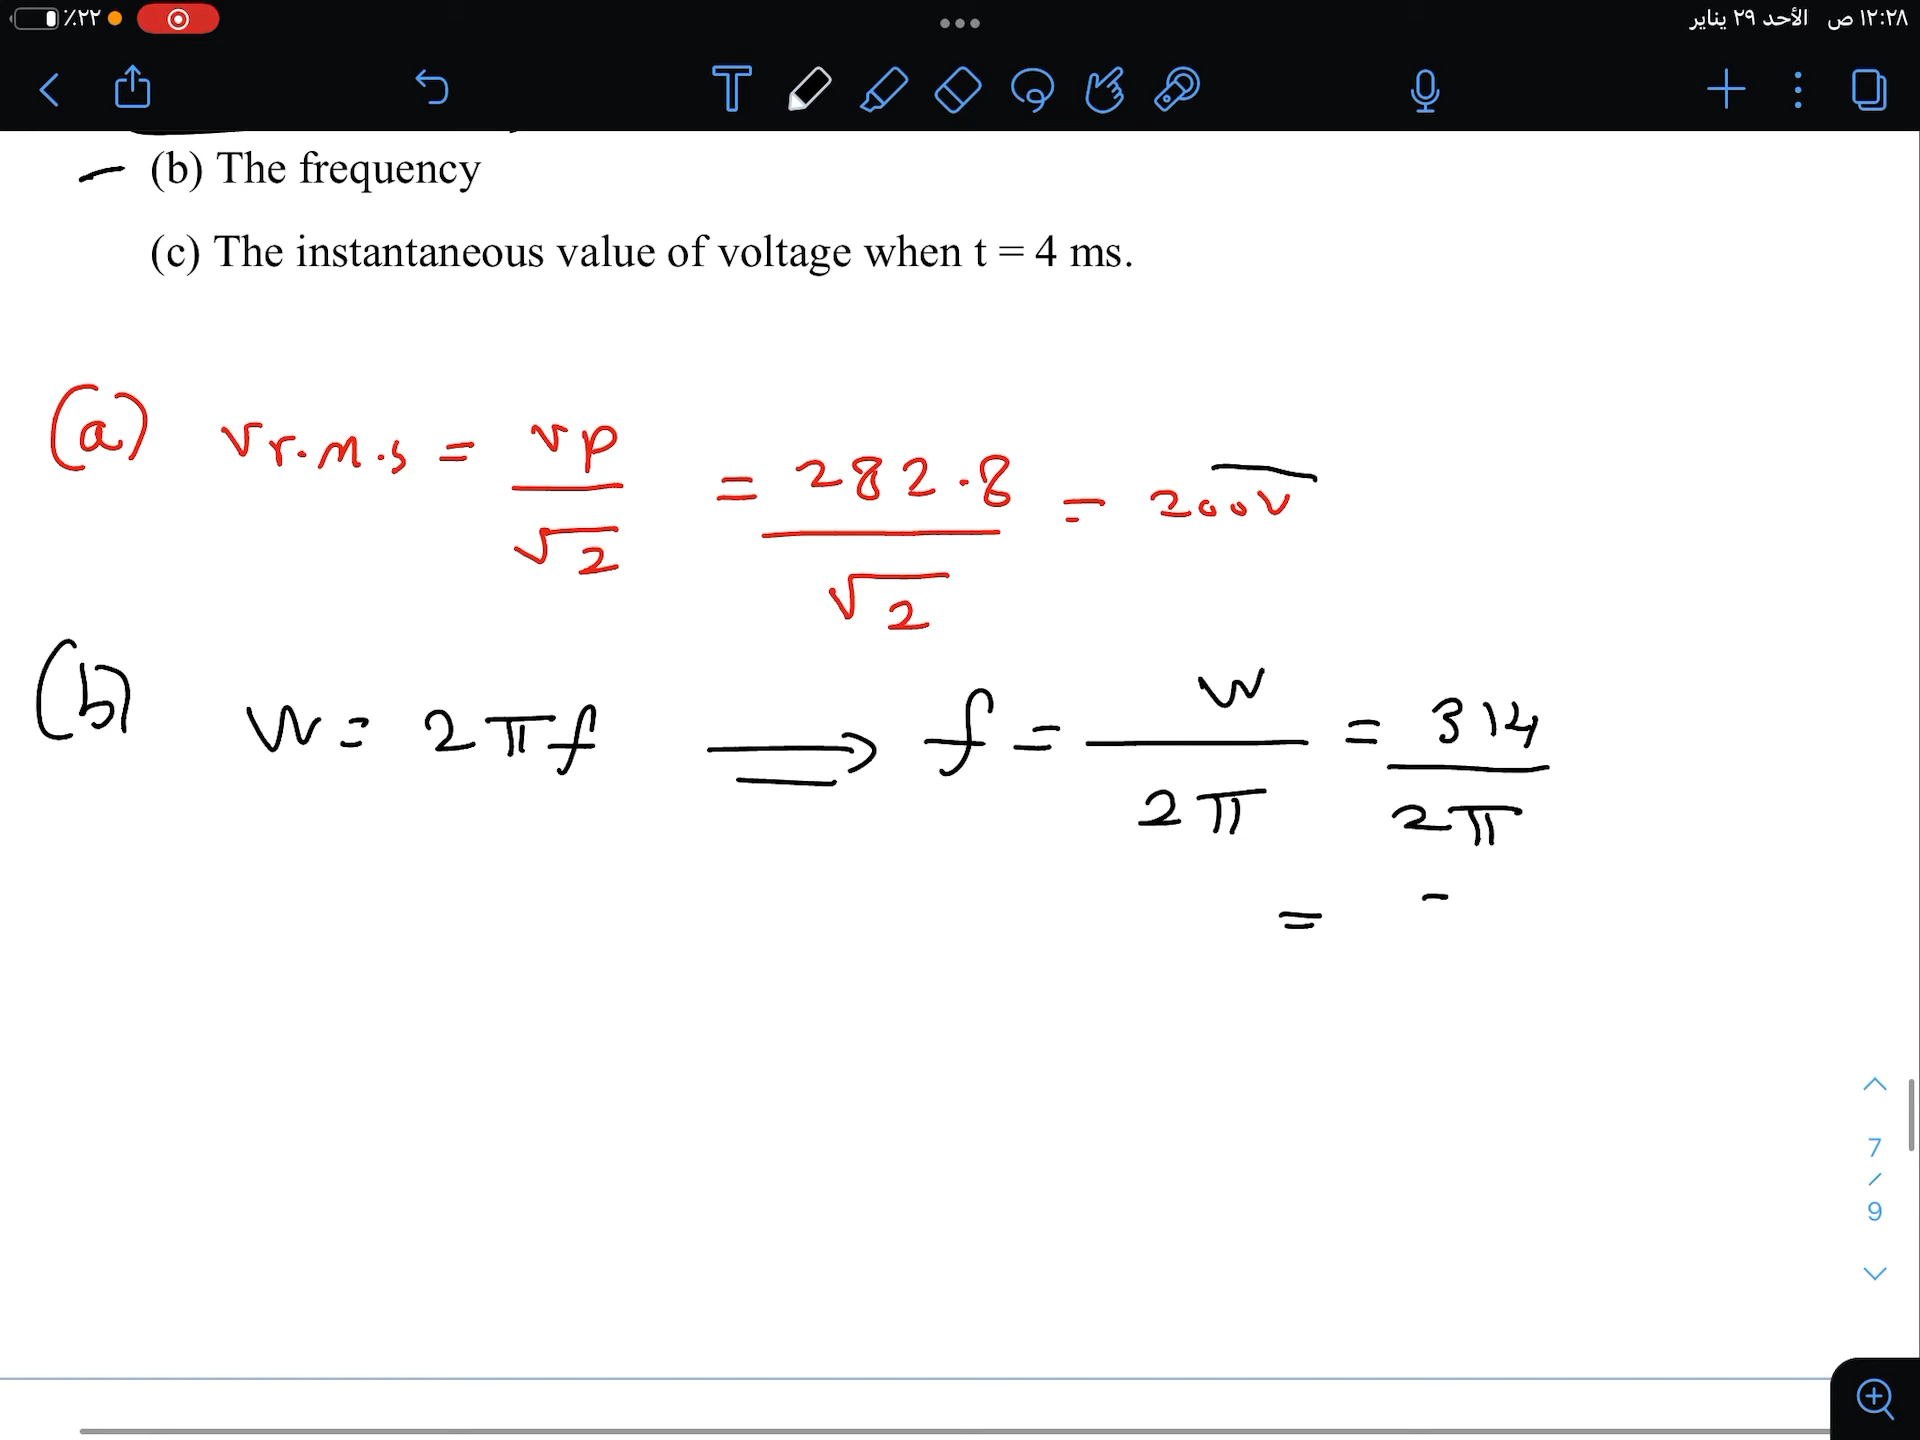 ٪٢٢
الأحد ٢٩ يناير ١٢:٢٨ ص
T
(b) The frequency
(c) The instantaneous value of voltage when t = 4 ms.
(a) Vr.m.s = vp / √2 = 282.8 / √2 = 200V
(b) W = 2πf ⟹ f = W / 2π = 314 / 2π
= -
7
/
9